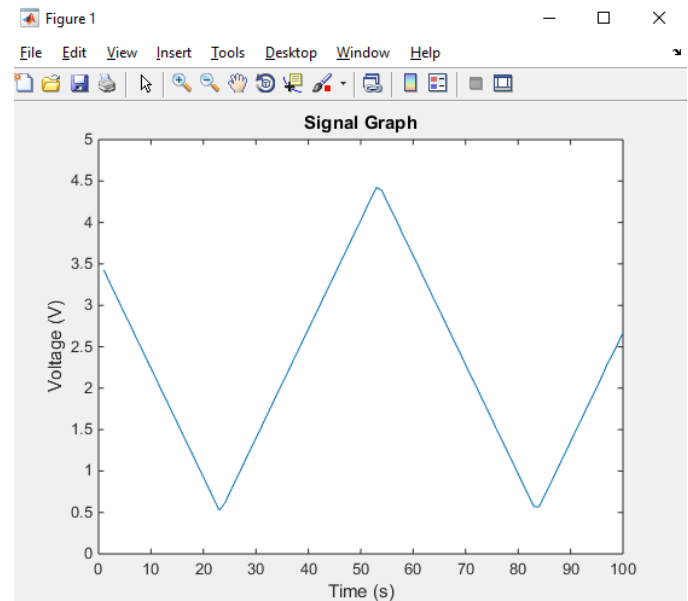 Figure 1
File Edit View Insert Tools Desktop Window Help
Signal Graph
5
4.5
4
3.5
3
2.5
2
1.5
1
0.5
0
Voltage (V)
0 10 20 30 40 50 60 70 80 90 100
Time (s)